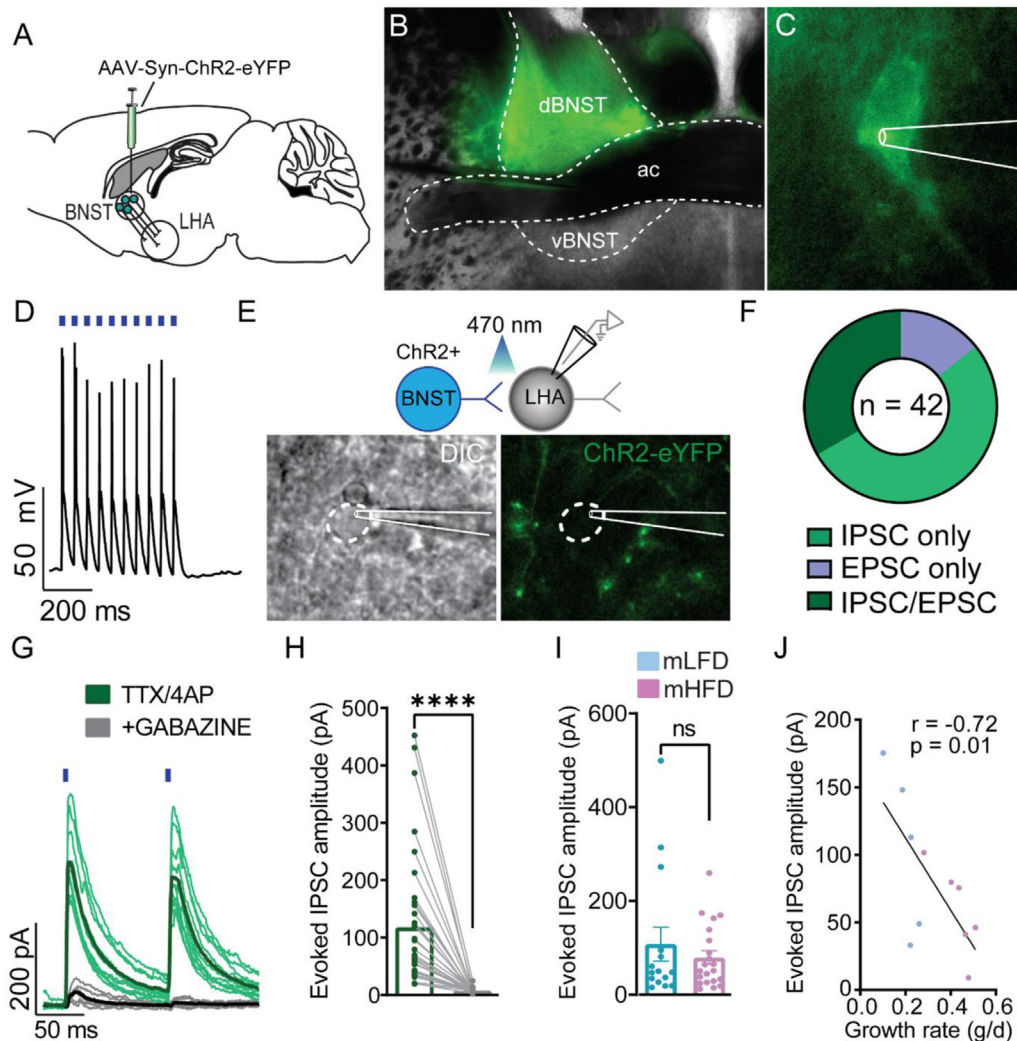 A
AAV-Syn-ChR2-eYFP
BNST
LHA
B
dBNST
ac
vBNST
C
D
50 mV
200 ms
E
470 nm
ChR2+
BNST
LHA
DIC
ChR2-eYFP
F
n = 42
IPSC only
EPSC only
IPSC/EPSC
G
TTX/4AP
+GABAZINE
200 pA
50 ms
H
****
Evoked IPSC amplitude (pA)
500
400
300
200
100
0
I
mLFD
mHFD
ns
Evoked IPSC amplitude (pA)
600
400
200
0
J
r = -0.72
p = 0.01
Evoked IPSC amplitude (pA)
200
150
100
50
0
0.0 0.2 0.4 0.6
Growth rate (g/d)